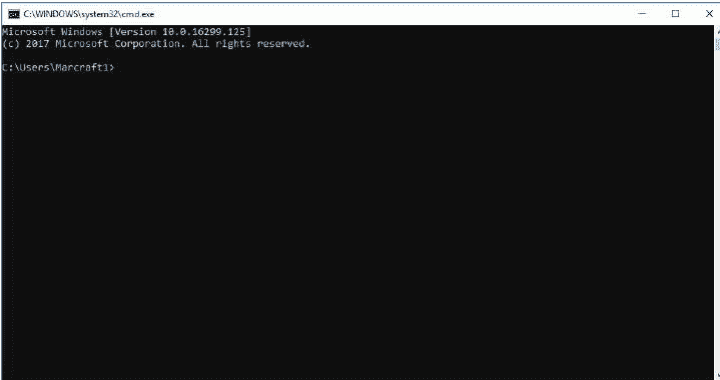 C:\WINDOWS\system32\cmd.exe
Microsoft Windows [Version 10.0.16299.125]
(c) 2017 Microsoft Corporation. All rights reserved.
C:\Users\Marcraft1>